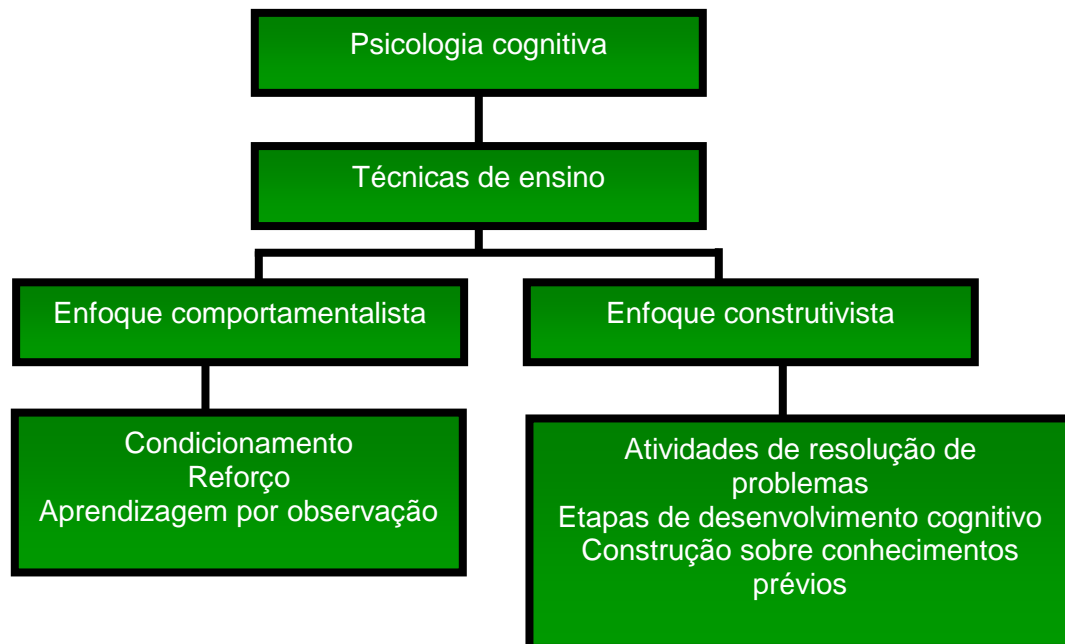 Psicologia cognitiva
Técnicas de ensino
Enfoque comportamentalista
Enfoque construtivista
Condicionamento
Reforço
Aprendizagem por observação
Atividades de resolução de
problemas
Etapas de desenvolvimento cognitivo
Construção sobre conhecimentos
prévios